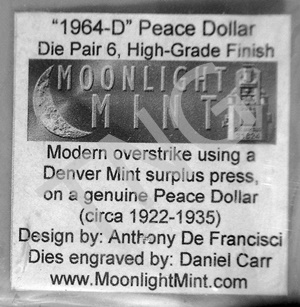 “1964-D” Peace Dollar
Die Pair 6, High-Grade Finish
MOONLIGHT
MINT
Modern overstrike using a
Denver Mint surplus press,
on a genuine Peace Dollar
(circa 1922-1935)
Design by: Anthony De Francisci
Dies engraved by: Daniel Carr
www.MoonlightMint.com